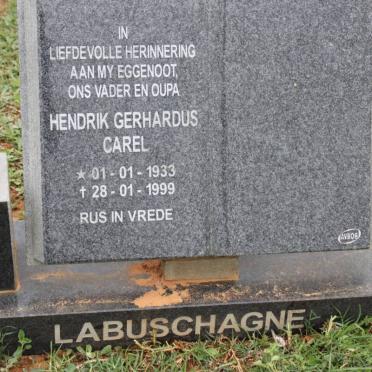 IN
LIEFDEVOLLE HERINNERING
AAN MY EGGENOOT,
ONS VADER EN OUPA
HENDRIK GERHARDUS
CAREL
★ 01 - 01 - 1933
† 28 - 01 - 1999
RUS IN VREDE
AVBOB
LABUSCHAGNE